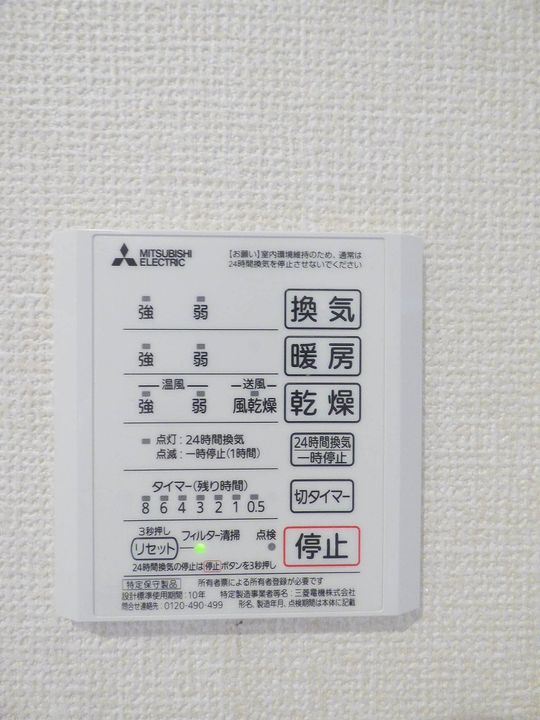 MITSUBISHI
ELECTRIC
【お願い】室内環境維持のため、通常は
24時間換気を停止させないでください
強 弱 換気
強 弱 暖房
温風 送風
強 弱 風乾燥 乾燥
点灯：24時間換気
点滅：一時停止(1時間)
24時間換気
一時停止
タイマー(残り時間)
8 6 4 3 2 1 0.5
切タイマー
3秒押し
リセット フィルター清掃 点検
停止
24時間換気の停止は停止ボタンを3秒押し
特定保守製品 所有者票による所有者登録が必要です
設計標準使用期間：10年 特定製造事業者等名：三菱電機株式会社
問合せ連絡先：0120-490-499 形名、製造年月、点検期間は本体に記載